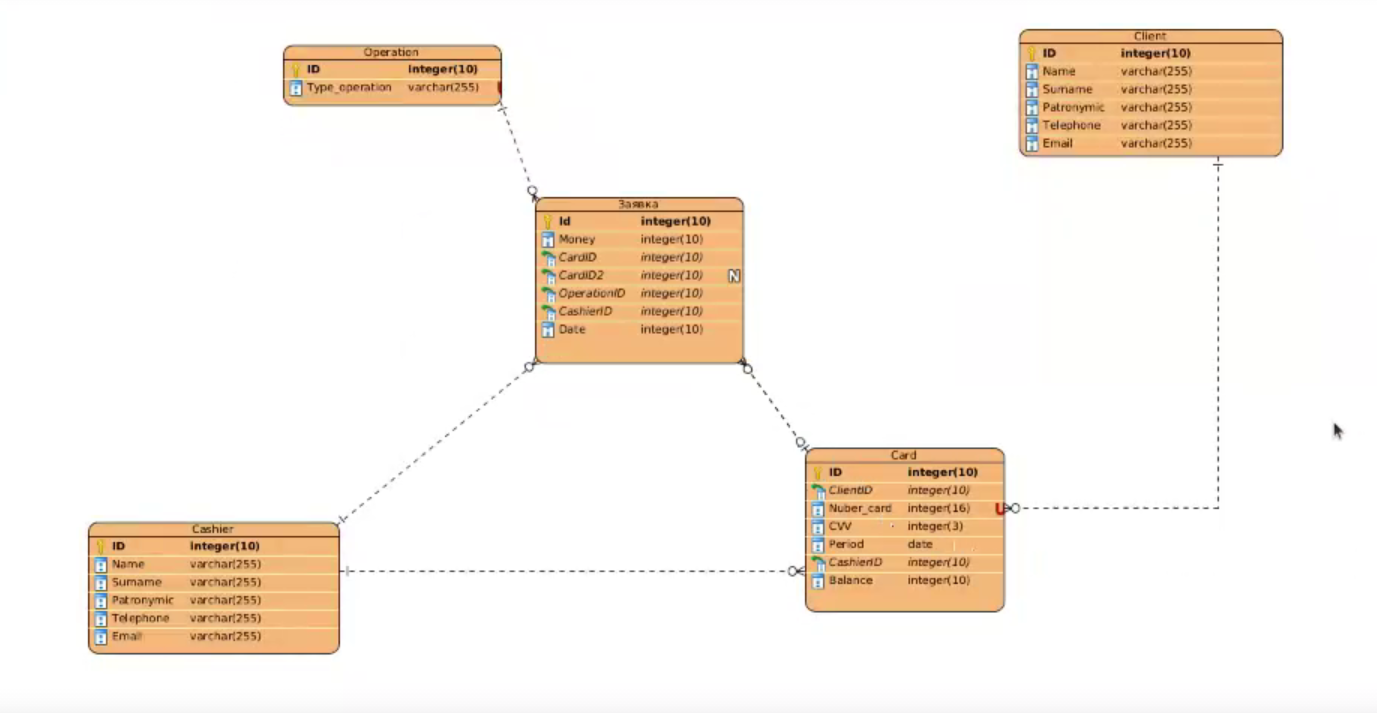 Operation
ID integer(10)
Type_operation varchar(255) U
Client
ID integer(10)
Name varchar(255)
Surname varchar(255)
Patronymic varchar(255)
Telephone varchar(255)
Email varchar(255)
Заявка
Id integer(10)
Money integer(10)
CardID integer(10)
CardID2 integer(10) N
OperationID integer(10)
CashierID integer(10)
Date integer(10)
Card
ID integer(10)
ClientID integer(10)
Nuber_card integer(16) U
CVV integer(3)
Period date
CashierID integer(10)
Balance integer(10)
Cashier
ID integer(10)
Name varchar(255)
Surname varchar(255)
Patronymic varchar(255)
Telephone varchar(255)
Email varchar(255)